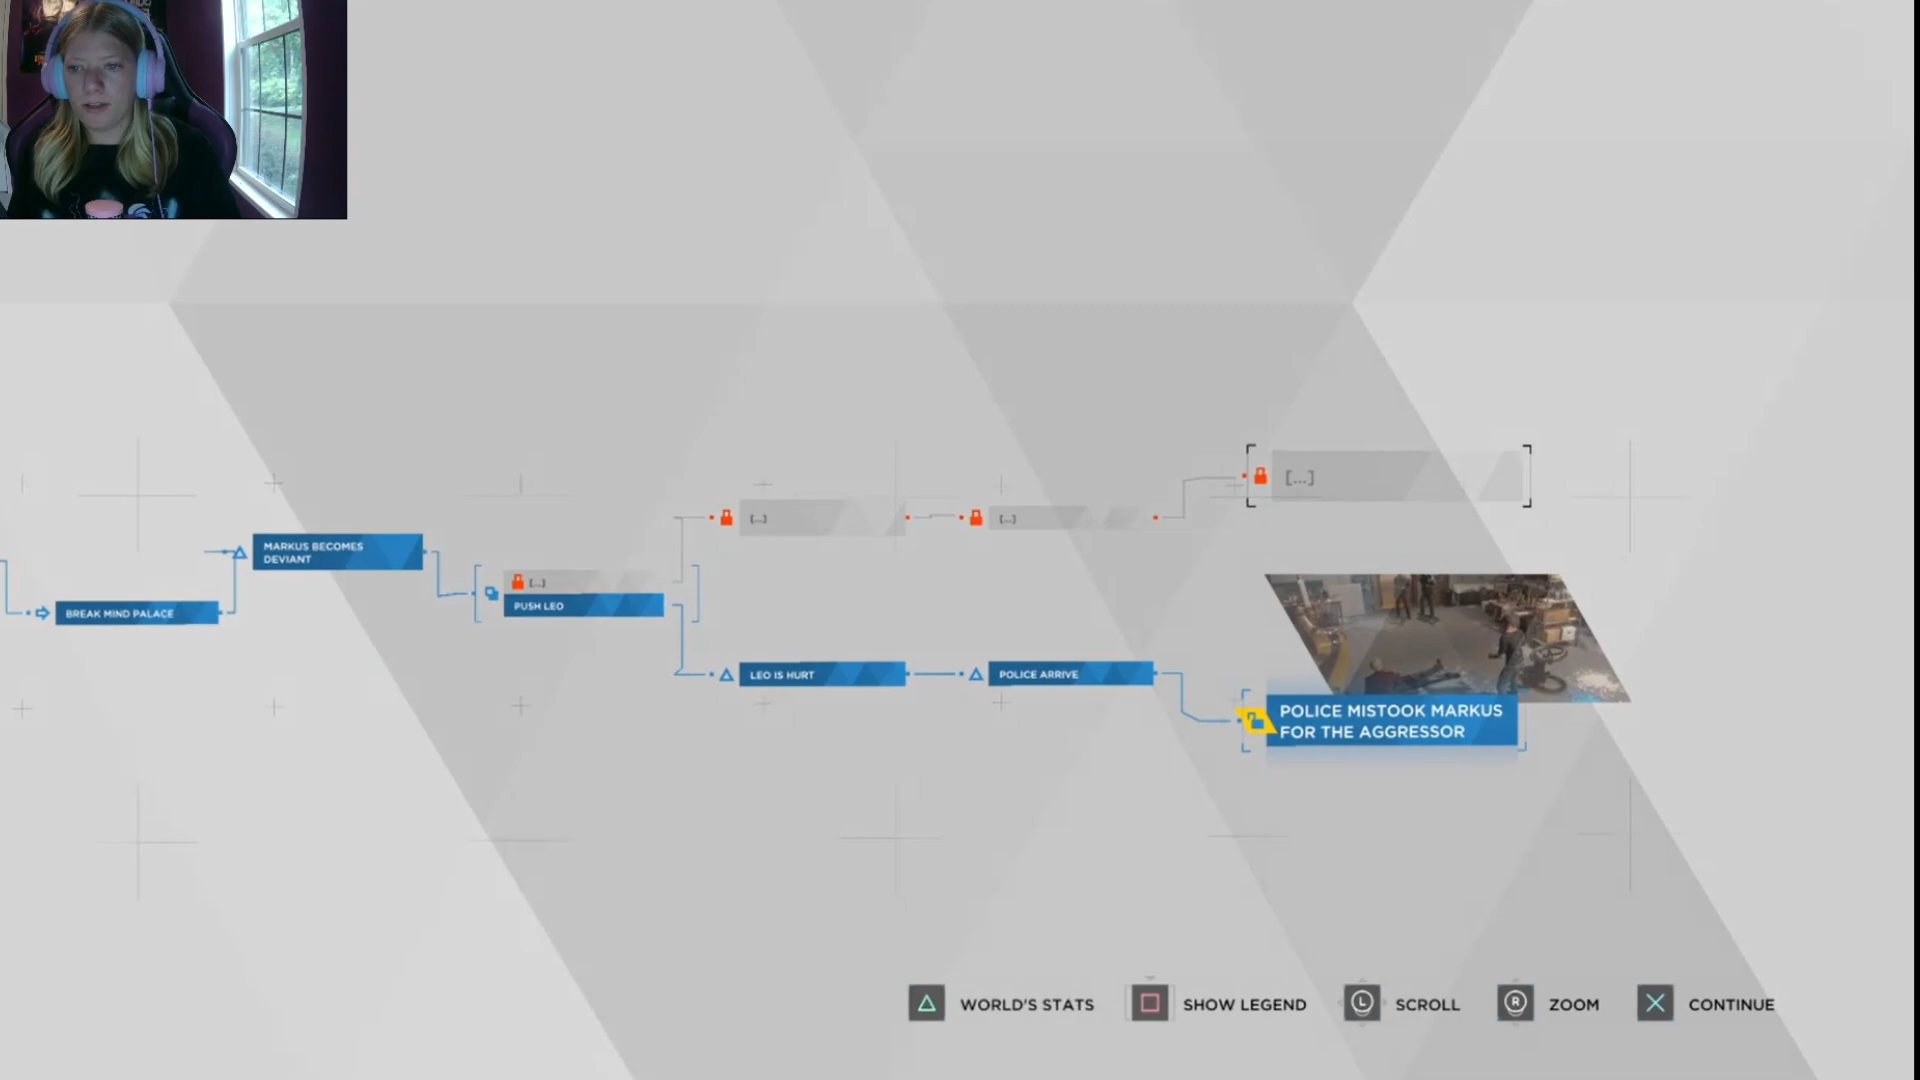 [...]
[...]
[...]
MARKUS BECOMES
DEVIANT
[...]
PUSH LEO
BREAK MIND PALACE
LEO IS HURT
POLICE ARRIVE
POLICE MISTOOK MARKUS
FOR THE AGGRESSOR
WORLD'S STATS
SHOW LEGEND
L
SCROLL
R
ZOOM
CONTINUE